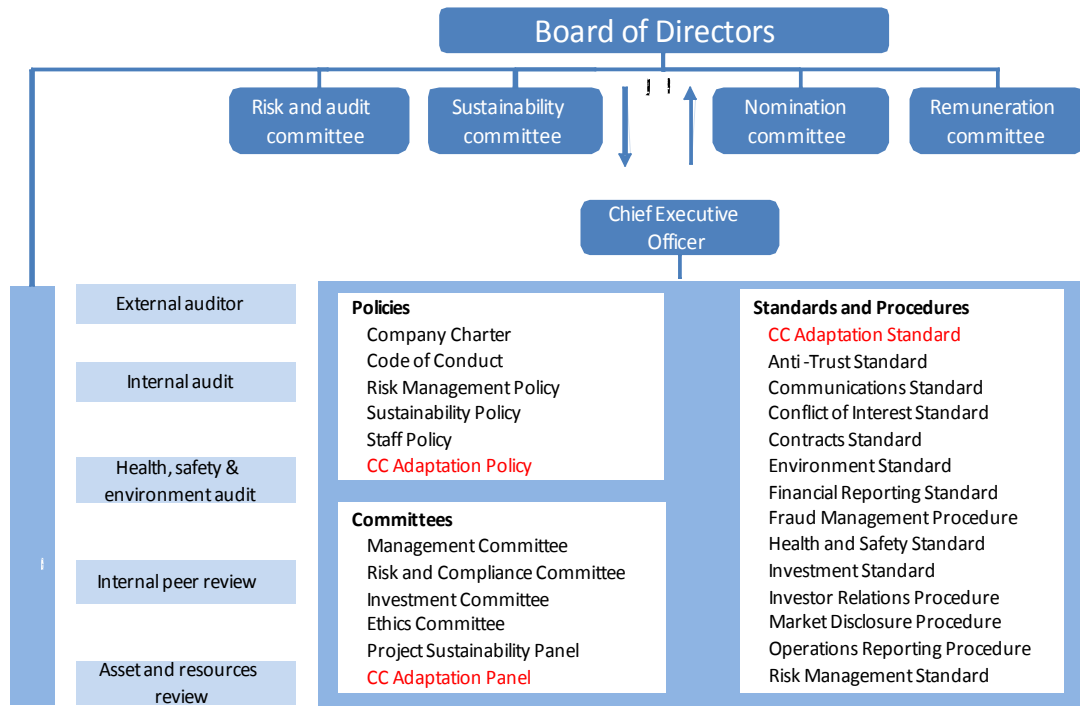 Board of Directors
Risk and audit
committee
Sustainability
committee
Nomination
committee
Remuneration
committee
Chief Executive
Officer
External auditor
Internal audit
Health, safety &
environment audit
Internal peer review
Asset and resources
review
Policies
Company Charter
Code of Conduct
Risk Management Policy
Sustainability Policy
Staff Policy
CC Adaptation Policy
Committees
Management Committee
Risk and Compliance Committee
Investment Committee
Ethics Committee
Project Sustainability Panel
CC Adaptation Panel
Standards and Procedures
CC Adaptation Standard
Anti -Trust Standard
Communications Standard
Conflict of Interest Standard
Contracts Standard
Environment Standard
Financial Reporting Standard
Fraud Management Procedure
Health and Safety Standard
Investment Standard
Investor Relations Procedure
Market Disclosure Procedure
Operations Reporting Procedure
Risk Management Standard